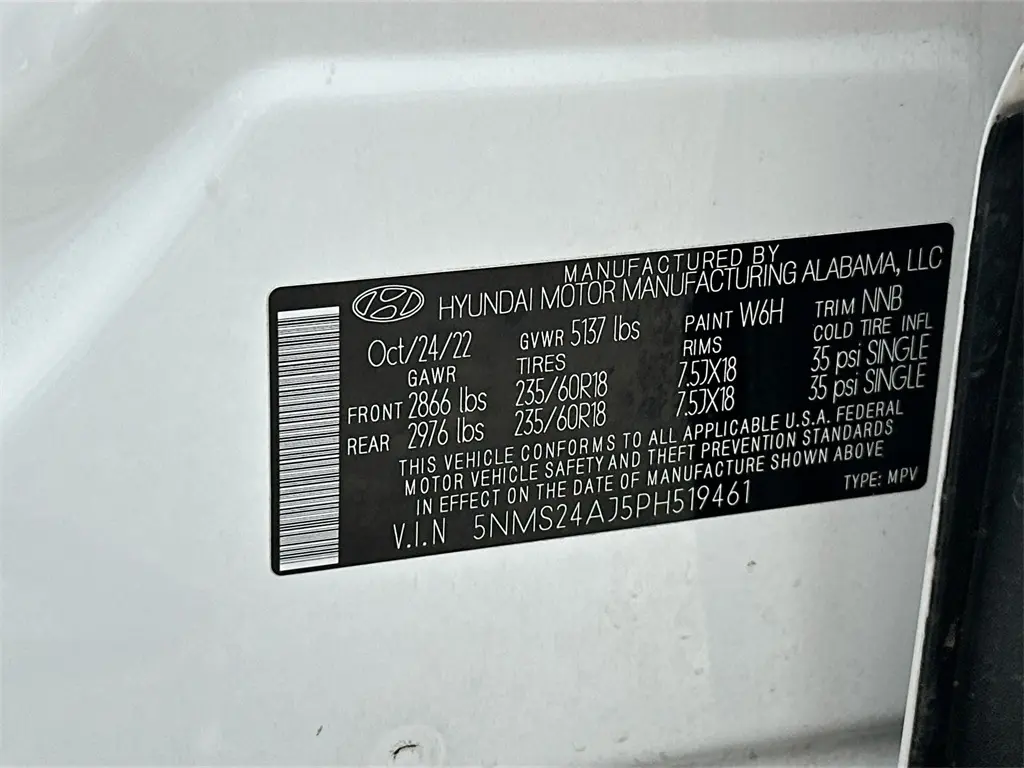 MANUFACTURED BY
HYUNDAI MOTOR MANUFACTURING ALABAMA, LLC
Oct/24/22 GVWR 5137 lbs PAINT W6H TRIM NNB
GAWR TIRES RIMS COLD TIRE INFL
FRONT 2866 lbs 235/60R18 7.5JX18 35 psi SINGLE
REAR 2976 lbs 235/60R18 7.5JX18 35 psi SINGLE
THIS VEHICLE CONFORMS TO ALL APPLICABLE U.S.A. FEDERAL
MOTOR VEHICLE SAFETY AND THEFT PREVENTION STANDARDS
IN EFFECT ON THE DATE OF MANUFACTURE SHOWN ABOVE
V.I.N 5NMS24AJ5PH519461 TYPE: MPV